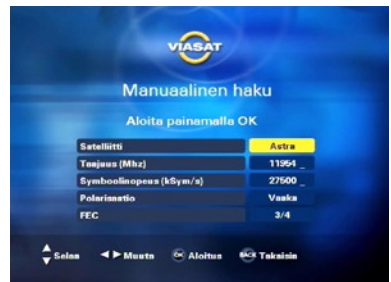 VIASAT
Manuaalinen haku
Aloita painamalla OK
Satelliitti Astra
Taajuus (Mhz) 11954 _
Symboolinopeus (kSym/s) 27500 _
Polarisaatio Vaaka
FEC 3/4
Selaa Muuta OK Aloitus BACK Takaisin